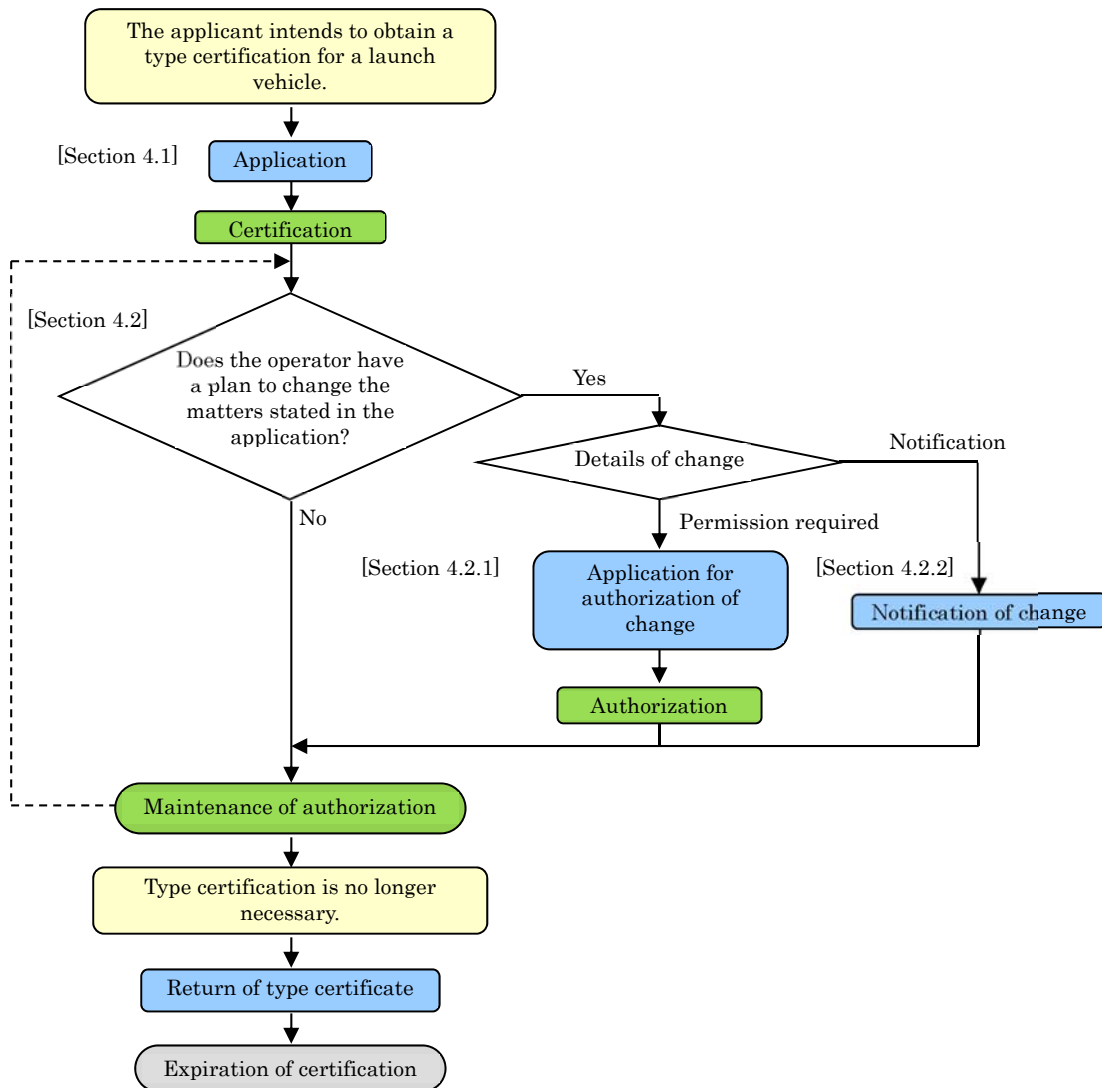 The applicant intends to obtain a
type certification for a launch
vehicle.
[Section 4.1]
Application
Certification
[Section 4.2]
Does the operator have
a plan to change the
matters stated in the
application?
Yes
Details of change
Notification
No
Permission required
[Section 4.2.1]
Application for
authorization of
change
[Section 4.2.2]
Notification of change
Authorization
Maintenance of authorization
Type certification is no longer
necessary.
Return of type certificate
Expiration of certification